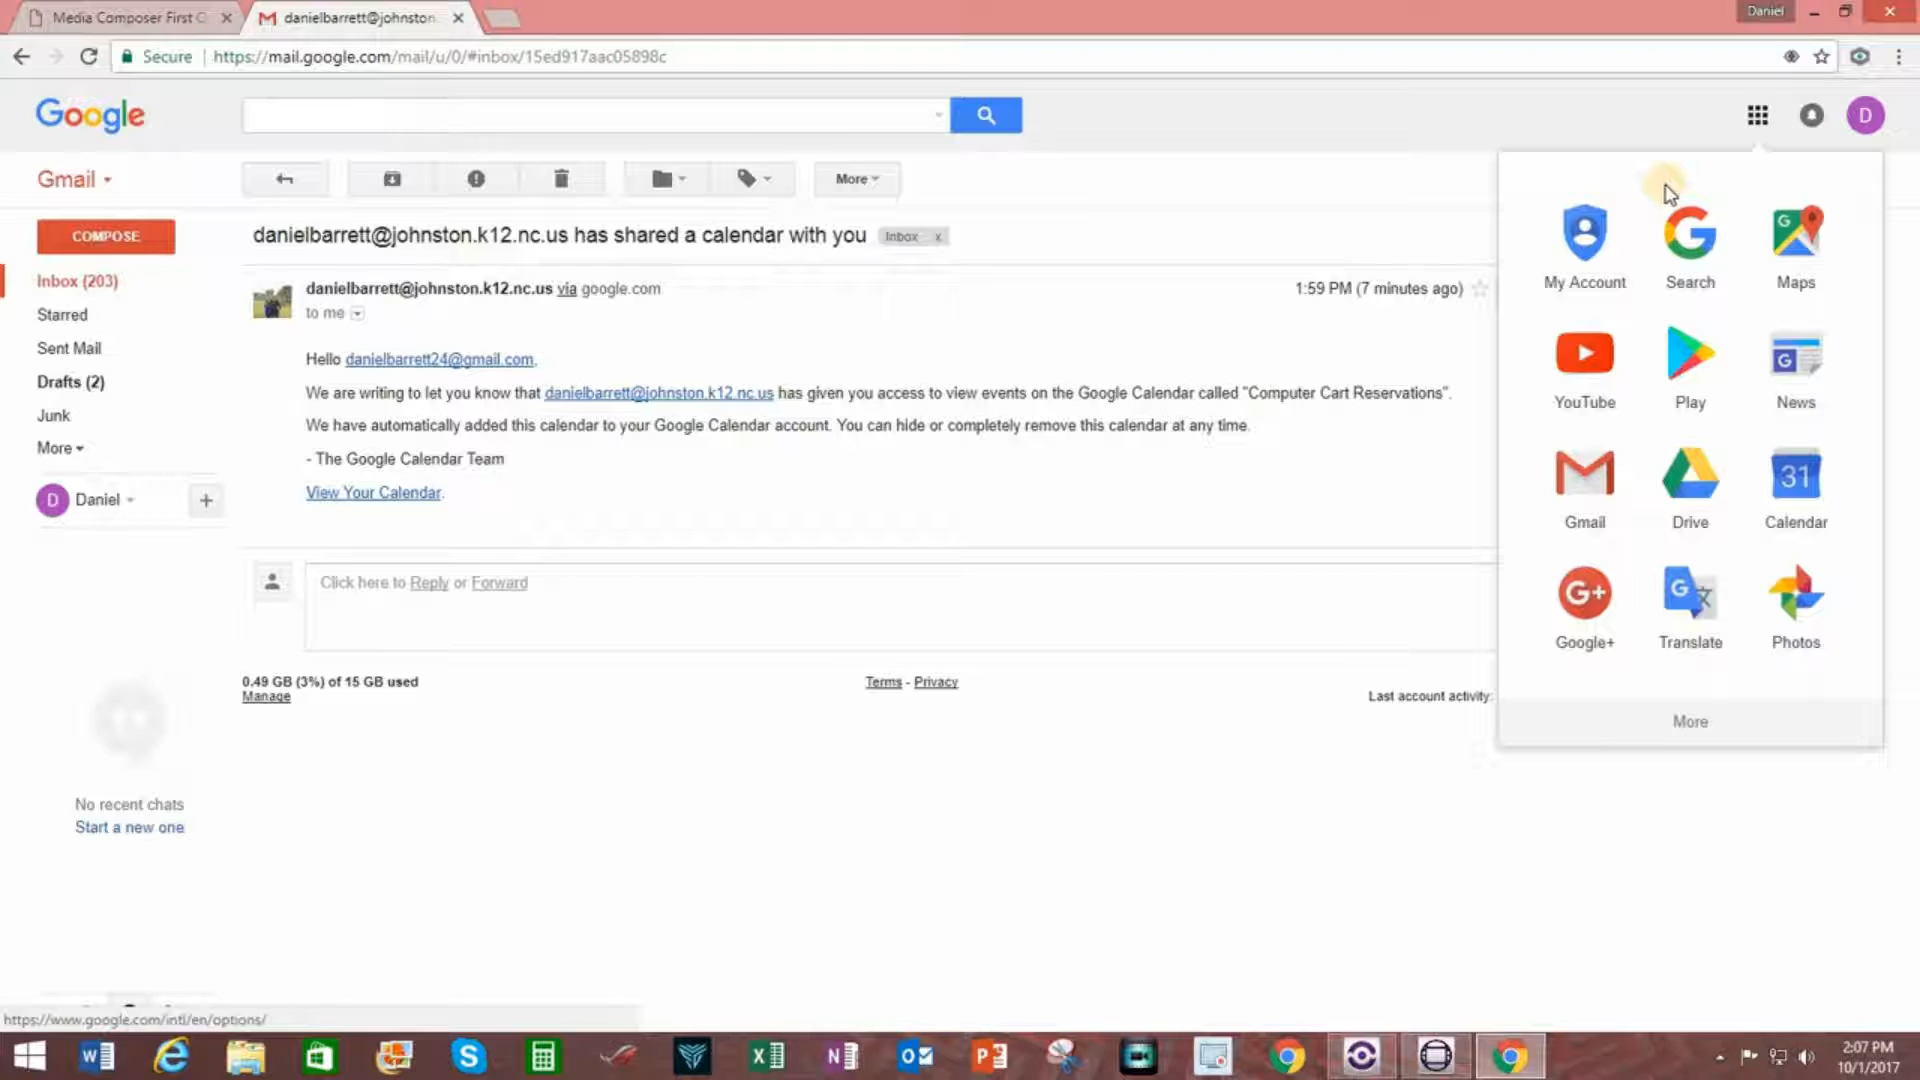 Media Composer First G
danielbarrett@johnston.
Daniel
Secure
https://mail.google.com/mail/u/0/#inbox/15ed917aac05898c
Google
D
Gmail
More
COMPOSE
danielbarrett@johnston.k12.nc.us has shared a calendar with you
Inbox x
Inbox (203)
Starred
Sent Mail
Drafts (2)
Junk
More
D Daniel
+
danielbarrett@johnston.k12.nc.us via google.com
1:59 PM (7 minutes ago)
to me
Hello danielbarrett24@gmail.com,
We are writing to let you know that danielbarrett@johnston.k12.nc.us has given you access to view events on the Google Calendar called "Computer Cart Reservations".
We have automatically added this calendar to your Google Calendar account. You can hide or completely remove this calendar at any time.
- The Google Calendar Team
View Your Calendar.
Click here to Reply or Forward
0.49 GB (3%) of 15 GB used
Manage
Terms - Privacy
Last account activity:
My Account
Search
Maps
YouTube
Play
News
Gmail
Drive
31
Calendar
G+
Google+
Translate
Photos
More
No recent chats
Start a new one
https://www.google.com/intl/en/options/
2:07 PM
10/1/2017